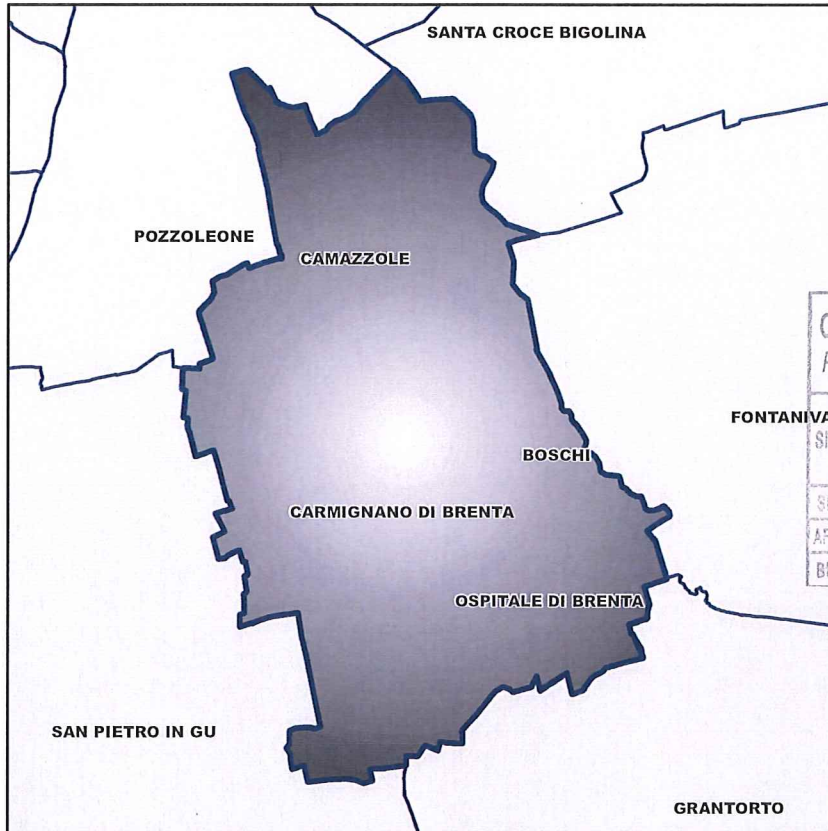 SANTA CROCE BIGOLINA
POZZOLEONE
CAMAZZOLE
FONTANIVA
BOSCHI
CARMIGNANO DI BRENTA
OSPITALE DI BRENTA
SAN PIETRO IN GU
GRANTORTO